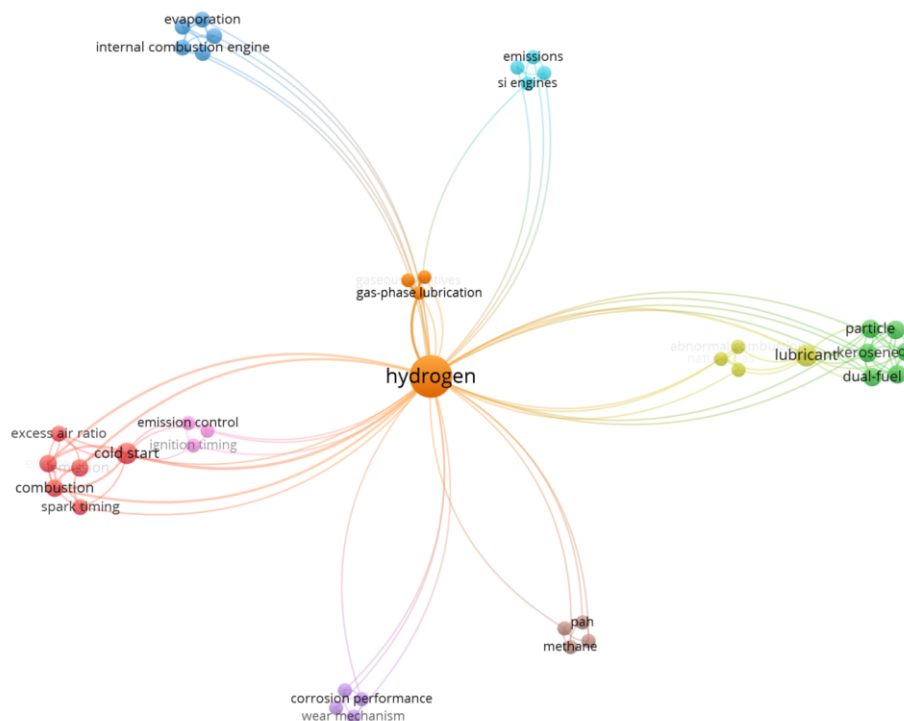 evaporation
internal combustion engine
emissions
si engines
gas-phase lubrication
particle
lubricant
kerosene
dual-fuel
hydrogen
emission control
ignition timing
excess air ratio
cold start
combustion
spark timing
pah
methane
corrosion performance
wear mechanism